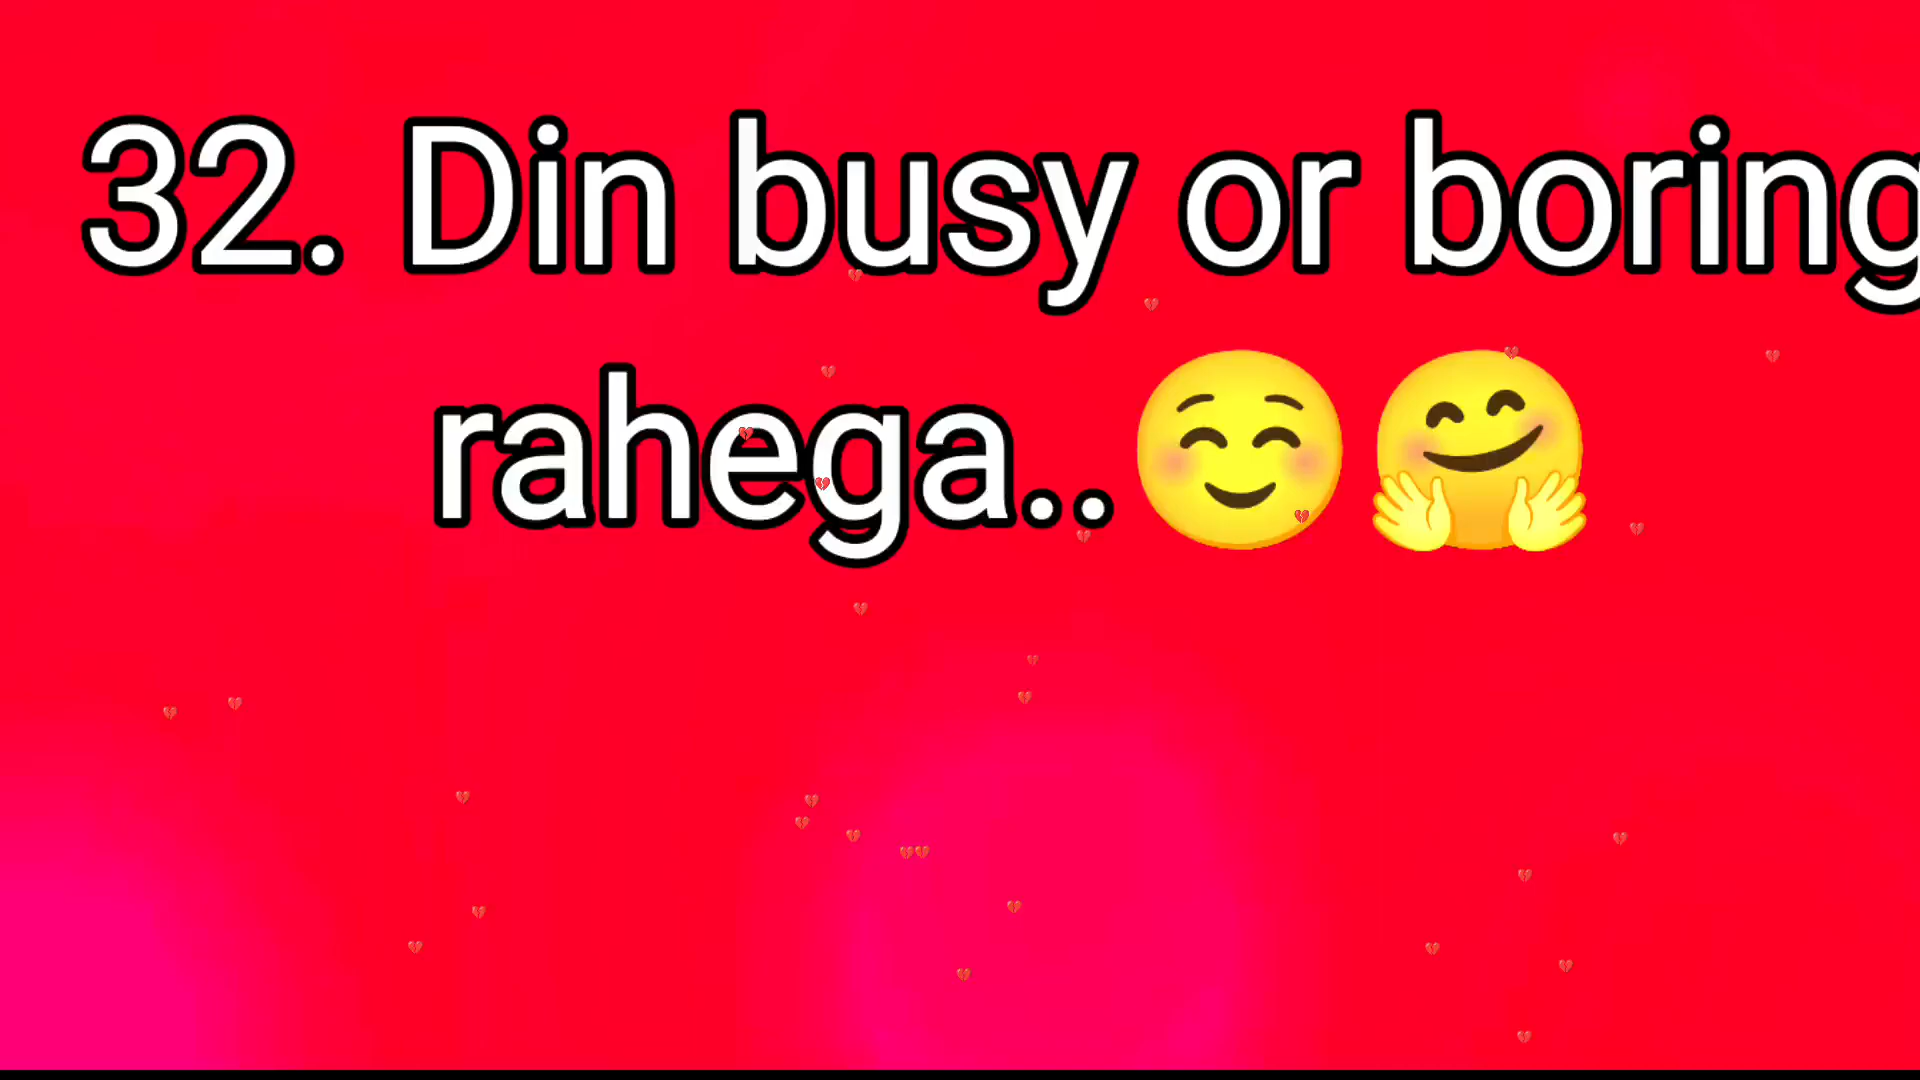 32. Din busy or boring
rahega..☺️🤗